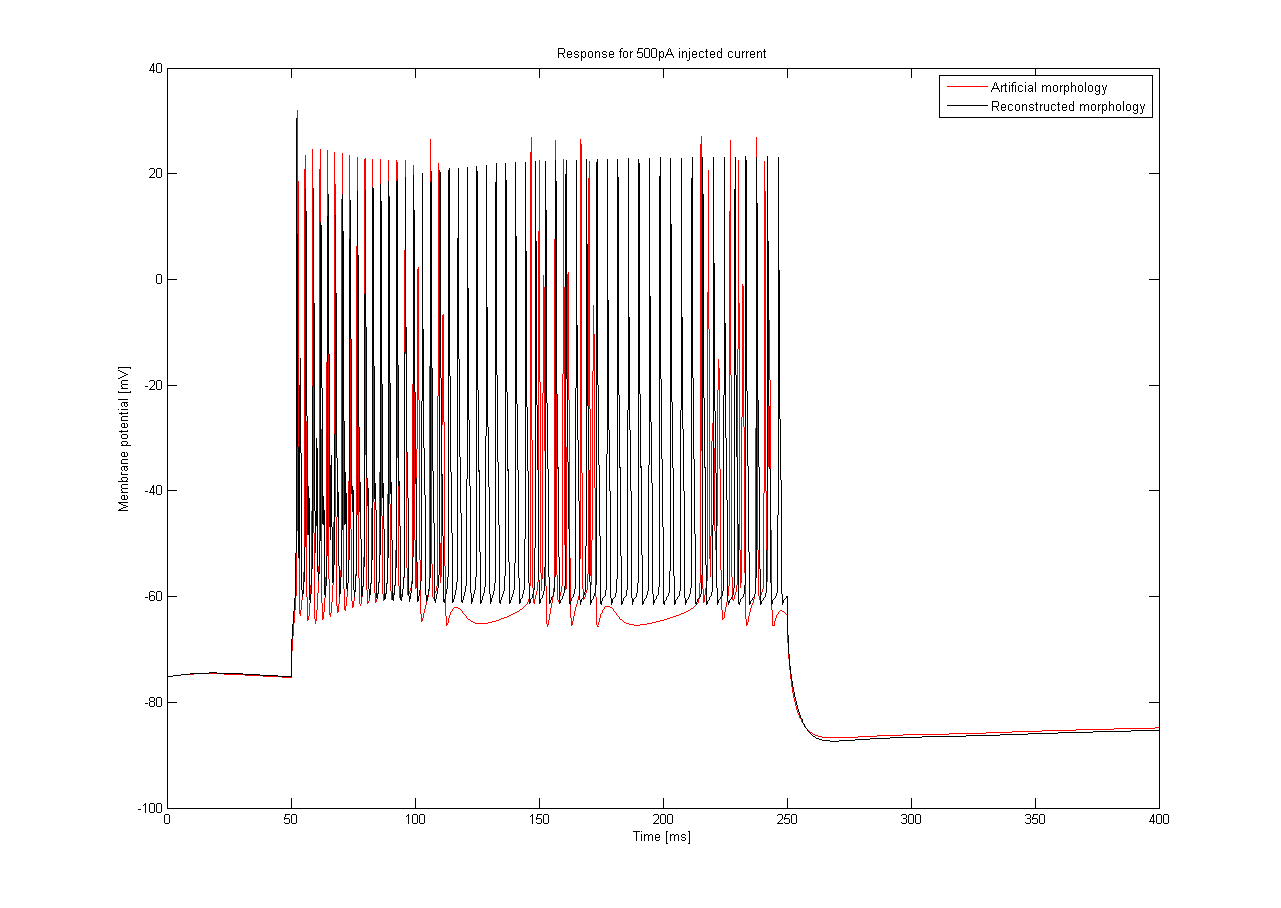 Response for 500pA injected current
Artificial morphology
Reconstructed morphology
40
20
0
-20
-40
-60
-80
-100
Membrane potential [mV]
0 50 100 150 200 250 300 350 400
Time [ms]